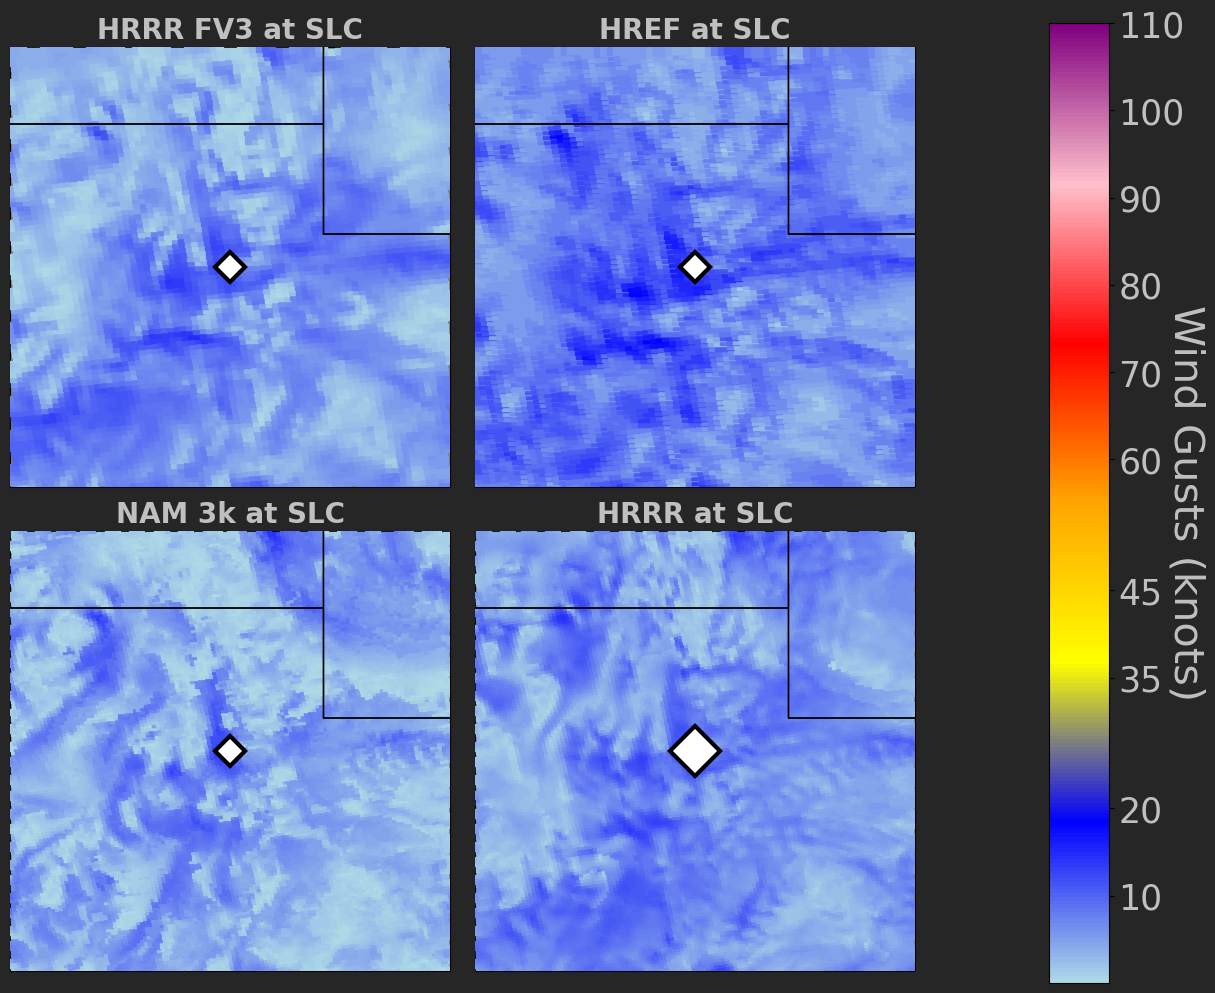 HRRR FV3 at SLC
HREF at SLC
NAM 3k at SLC
HRRR at SLC
110
100
90
80
70
60
45
35
20
10
Wind Gusts (knots)